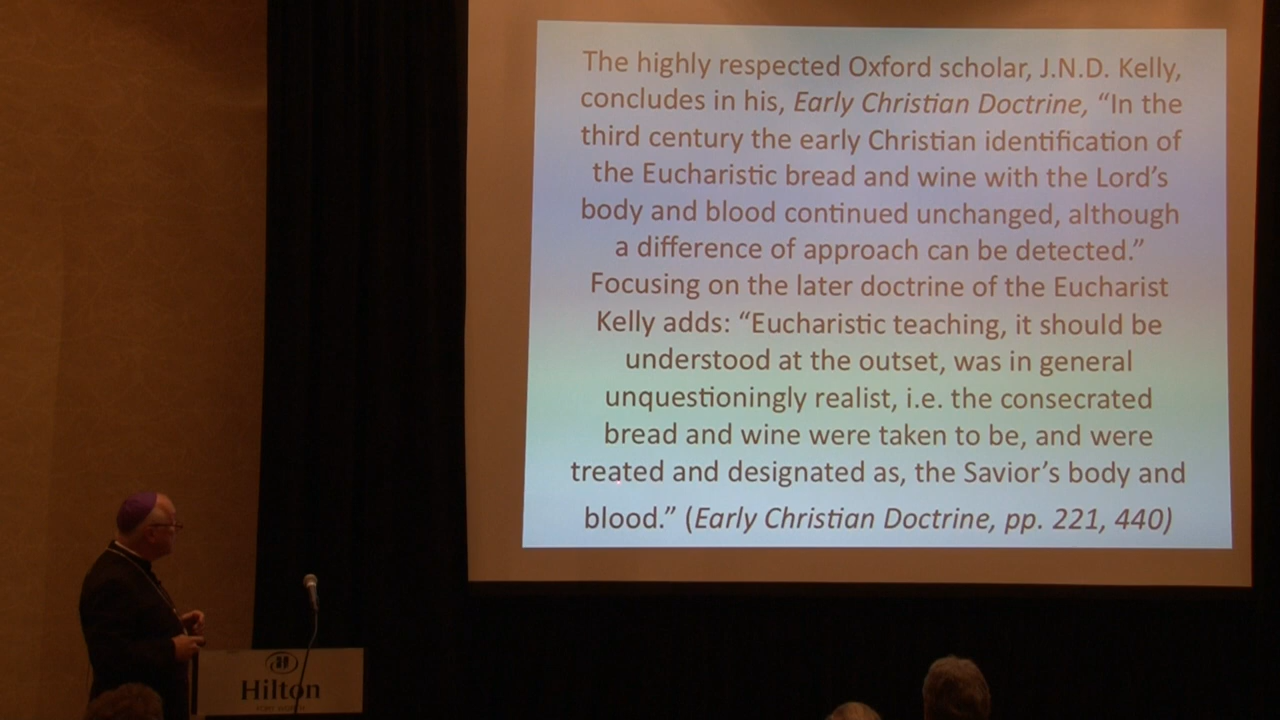 The highly respected Oxford scholar, J.N.D. Kelly,
concludes in his, Early Christian Doctrine, “In the
third century the early Christian identification of
the Eucharistic bread and wine with the Lord’s
body and blood continued unchanged, although
a difference of approach can be detected.”
Focusing on the later doctrine of the Eucharist
Kelly adds: “Eucharistic teaching, it should be
understood at the outset, was in general
unquestioningly realist, i.e. the consecrated
bread and wine were taken to be, and were
treated and designated as, the Savior’s body and
blood.” (Early Christian Doctrine, pp. 221, 440)
Hilton